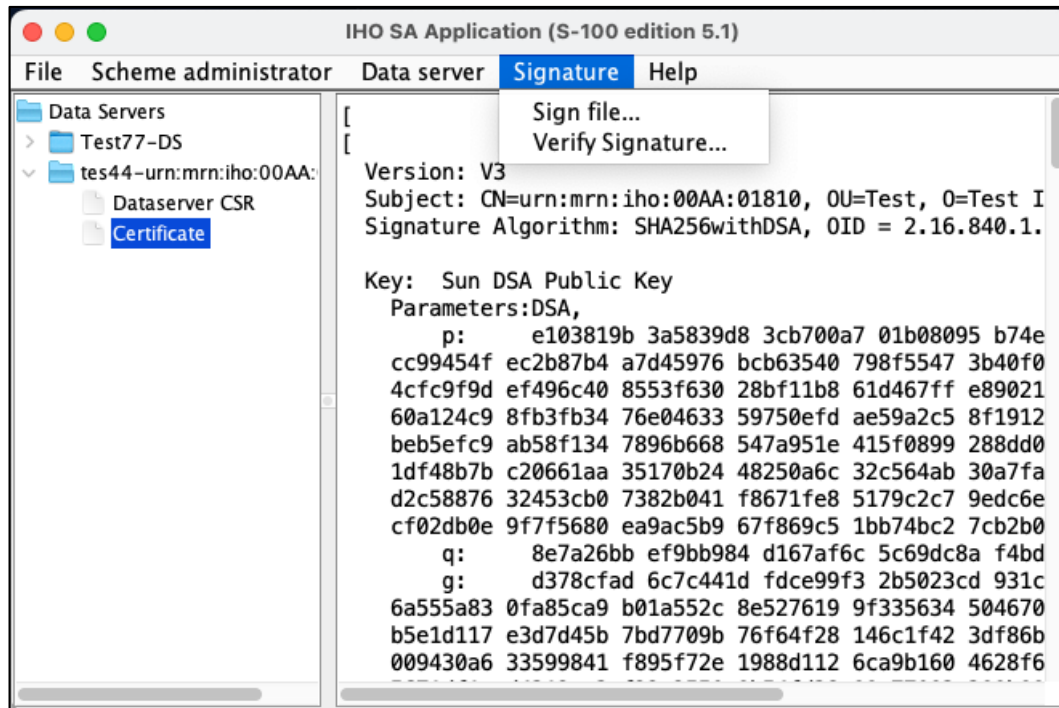 IHO SA Application (S-100 edition 5.1)
File Scheme administrator Data server Signature Help
Sign file...
Verify Signature...
Data Servers
Test77-DS
tes44-urn:mrn:iho:00AA:
Dataserver CSR
Certificate
[
[
Version: V3
Subject: CN=urn:mrn:iho:00AA:01810, OU=Test, O=Test I
Signature Algorithm: SHA256withDSA, OID = 2.16.840.1.
Key: Sun DSA Public Key
Parameters:DSA,
p: e103819b 3a5839d8 3cb700a7 01b08095 b74e
cc99454f ec2b87b4 a7d45976 bcb63540 798f5547 3b40f0
4cfc9f9d ef496c40 8553f630 28bf11b8 61d467ff e89021
60a124c9 8fb3fb34 76e04633 59750efd ae59a2c5 8f1912
beb5efc9 ab58f134 7896b668 547a951e 415f0899 288dd0
1df48b7b c20661aa 35170b24 48250a6c 32c564ab 30a7fa
d2c58876 32453cb0 7382b041 f8671fe8 5179c2c7 9edc6e
cf02db0e 9f7f5680 ea9ac5b9 67f869c5 1bb74bc2 7cb2b0
q: 8e7a26bb ef9bb984 d167af6c 5c69dc8a f4bd
g: d378cfad 6c7c441d fdce99f3 2b5023cd 931c
6a555a83 0fa85ca9 b01a552c 8e527619 9f335634 504670
b5e1d117 e3d7d45b 7bd7709b 76f64f28 146c1f42 3df86b
009430a6 33599841 f895f72e 1988d112 6ca9b160 4628f6